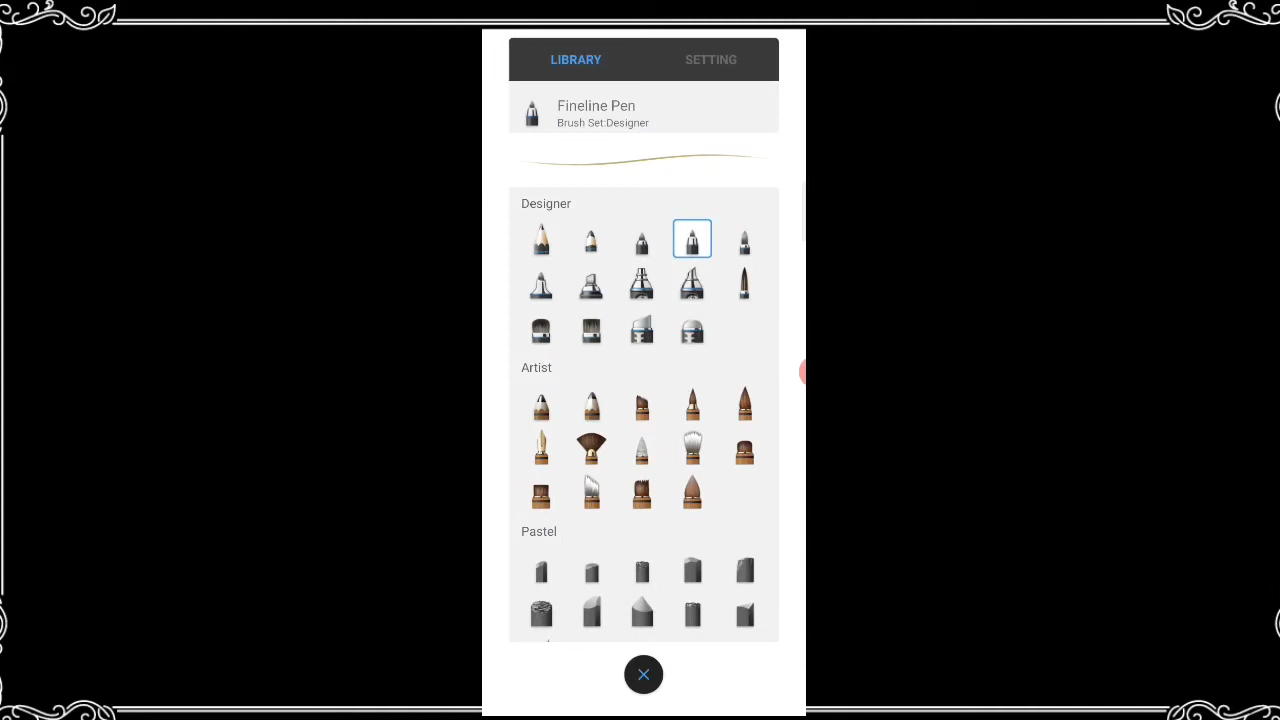 LIBRARY SETTING
Fineline Pen
Brush Set:Designer
Designer
Artist
Pastel